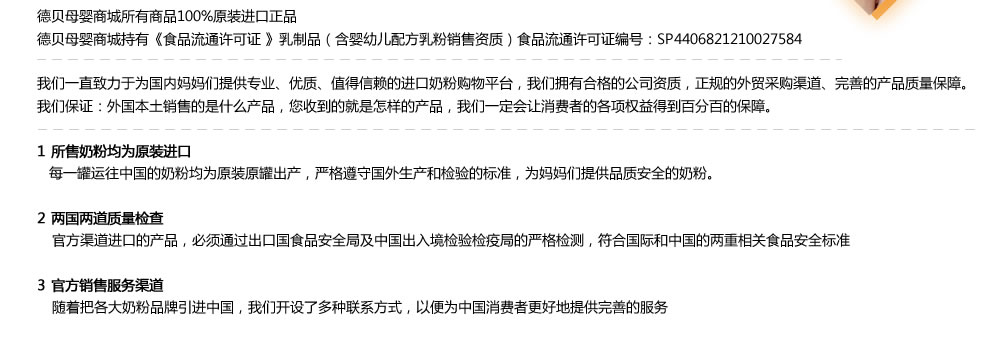 德贝母婴商城所有商品100%原装进口正品
德贝母婴商城持有《食品流通许可证 》乳制品（含婴幼儿配方乳粉销售资质）食品流通许可证编号：SP4406821210027584
我们一直致力于为国内妈妈们提供专业、优质、值得信赖的进口奶粉购物平台，我们拥有合格的公司资质，正规的外贸采购渠道、完善的产品质量保障。
我们保证：外国本土销售的是什么产品，您收到的就是怎样的产品，我们一定会让消费者的各项权益得到百分百的保障。
1 所售奶粉均为原装进口
每一罐运往中国的奶粉均为原装原罐出产，严格遵守国外生产和检验的标准，为妈妈们提供品质安全的奶粉。
2 两国两道质量检查
官方渠道进口的产品，必须通过出口国食品安全局及中国出入境检验检疫局的严格检测，符合国际和中国的两重相关食品安全标准
3 官方销售服务渠道
随着把各大奶粉品牌引进中国，我们开设了多种联系方式，以便为中国消费者更好地提供完善的服务